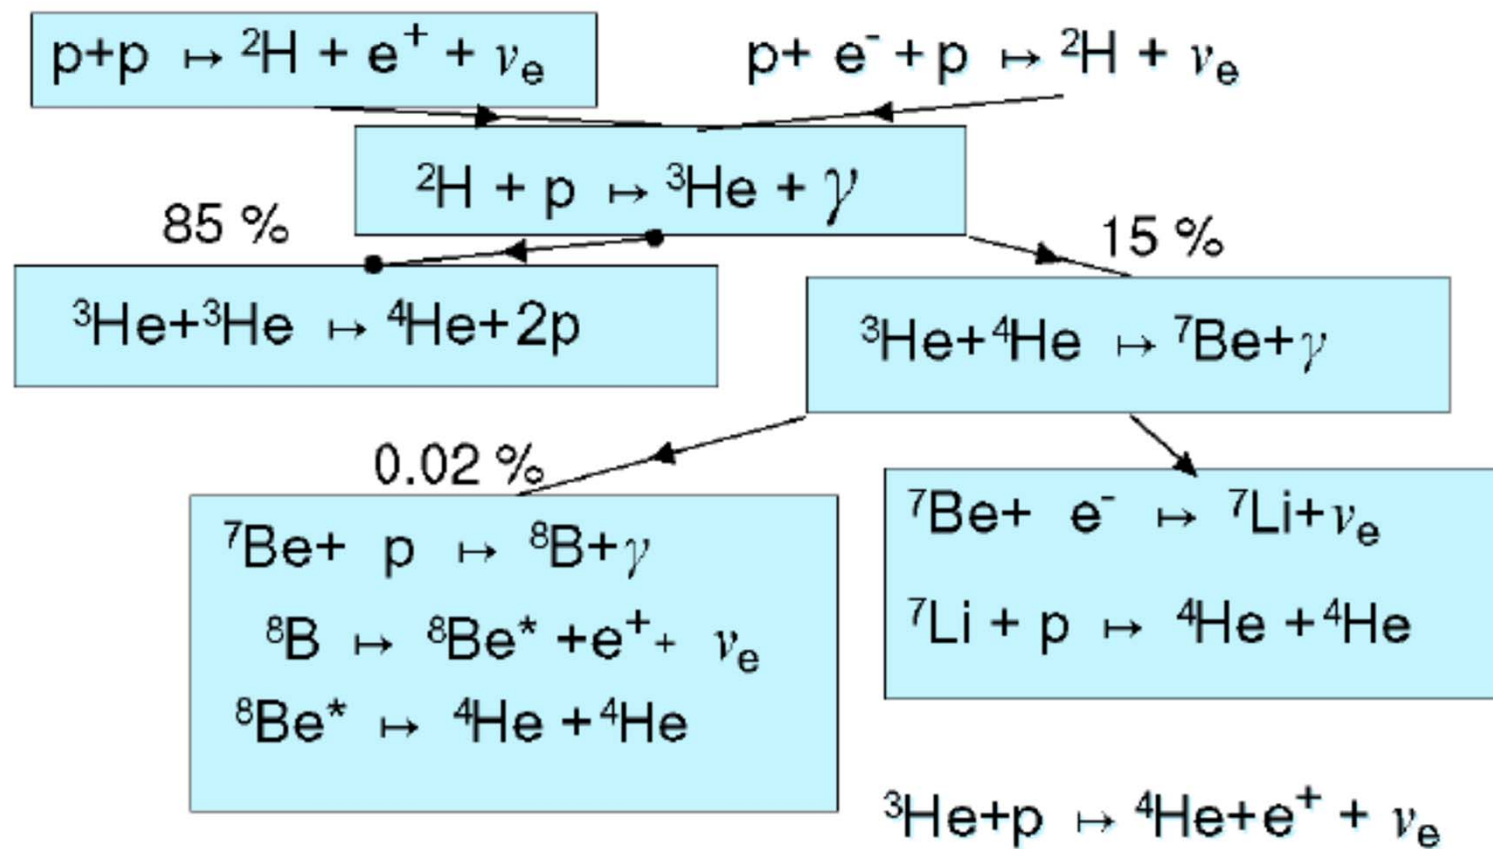 p+p ↦ ²H + e⁺ + νₑ
p+ e⁻ + p ↦ ²H + νₑ
²H + p ↦ ³He + γ
85 %
15 %
³He+³He ↦ ⁴He+2p
³He+⁴He ↦ ⁷Be+γ
0.02 %
⁷Be+ p ↦ ⁸B+γ
⁸B ↦ ⁸Be* +e⁺+ νₑ
⁸Be* ↦ ⁴He +⁴He
⁷Be+ e⁻ ↦ ⁷Li+νₑ
⁷Li + p ↦ ⁴He +⁴He
³He+p ↦ ⁴He+e⁺ + νₑ